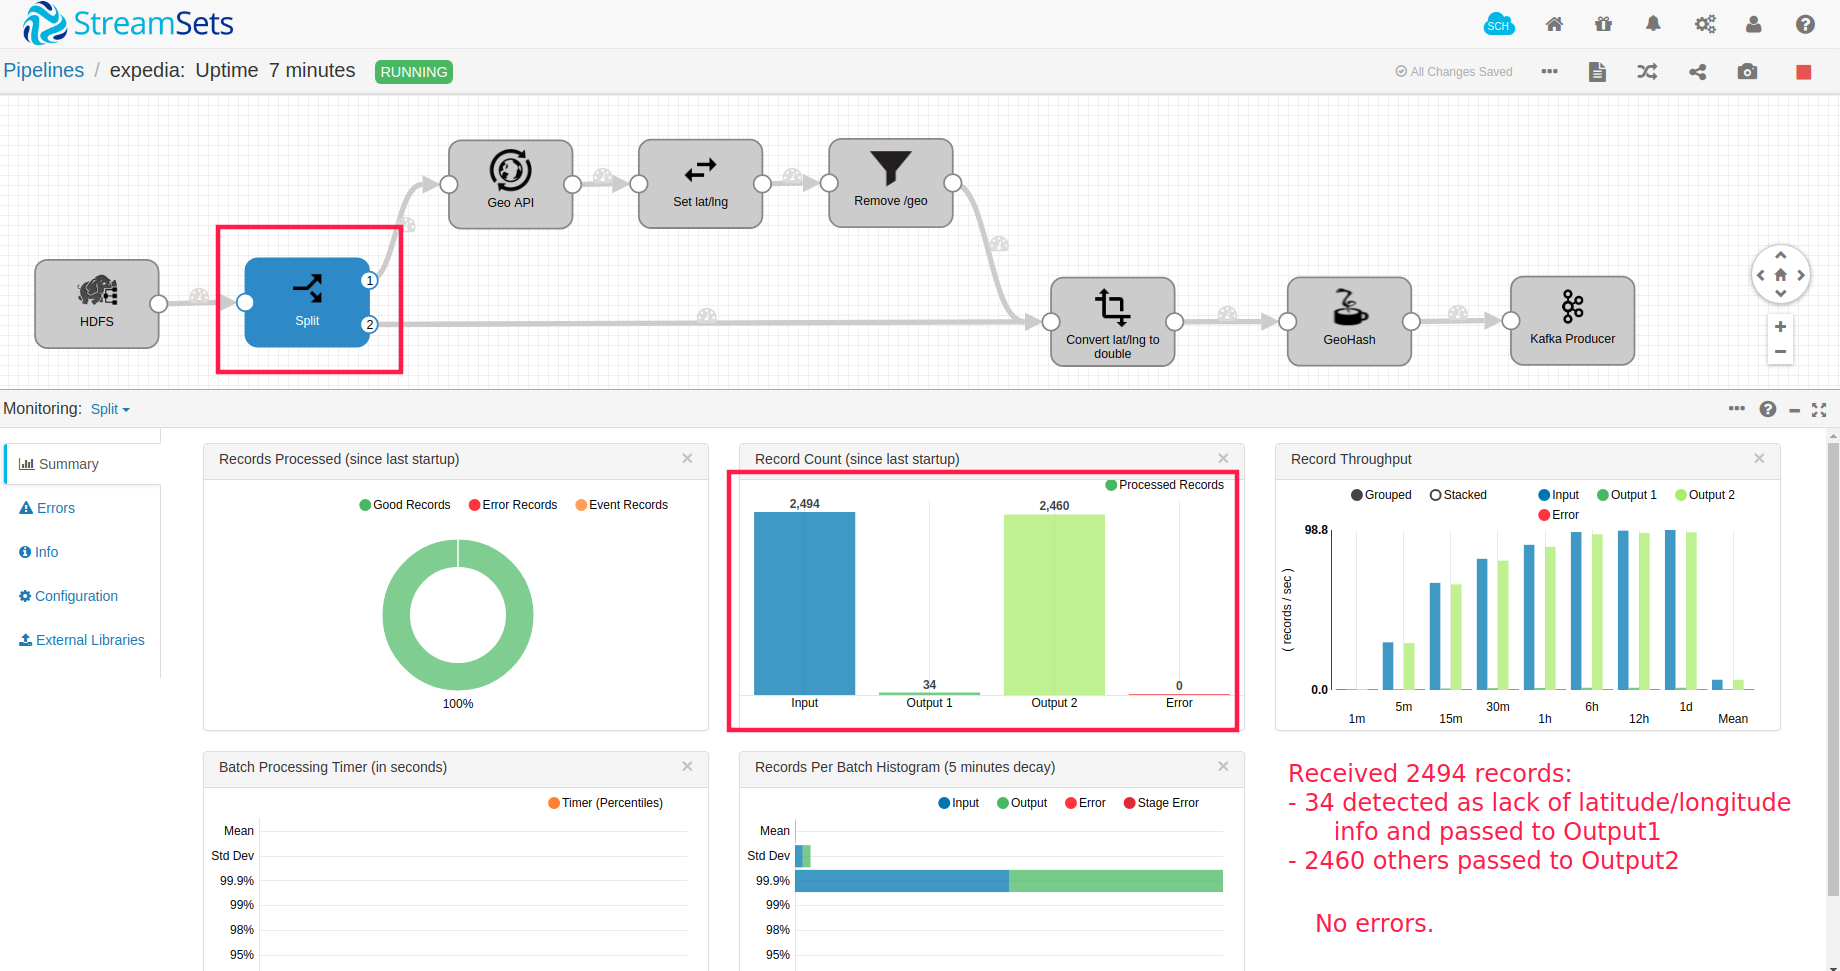 StreamSets
SCH
Pipelines / expedia: Uptime 7 minutes RUNNING
All Changes Saved
Geo API
Set lat/lng
Remove /geo
HDFS
Split
1
2
Convert lat/lng to
double
GeoHash
Kafka Producer
Monitoring: Split
Summary
Errors
Info
Configuration
External Libraries
Records Processed (since last startup)
Good Records Error Records Event Records
100%
Record Count (since last startup)
Processed Records
2,494
34
2,460
0
Input Output 1 Output 2 Error
Record Throughput
Grouped Stacked Input Output 1 Output 2
Error
98.8
( records / sec )
0.0
1m 5m 15m 30m 1h 6h 12h 1d Mean
Batch Processing Timer (in seconds)
Timer (Percentiles)
Mean
Std Dev
99.9%
99%
98%
95%
Records Per Batch Histogram (5 minutes decay)
Input Output Error Stage Error
Mean
Std Dev
99.9%
99%
98%
95%
Received 2494 records:
- 34 detected as lack of latitude/longitude
info and passed to Output1
- 2460 others passed to Output2
No errors.